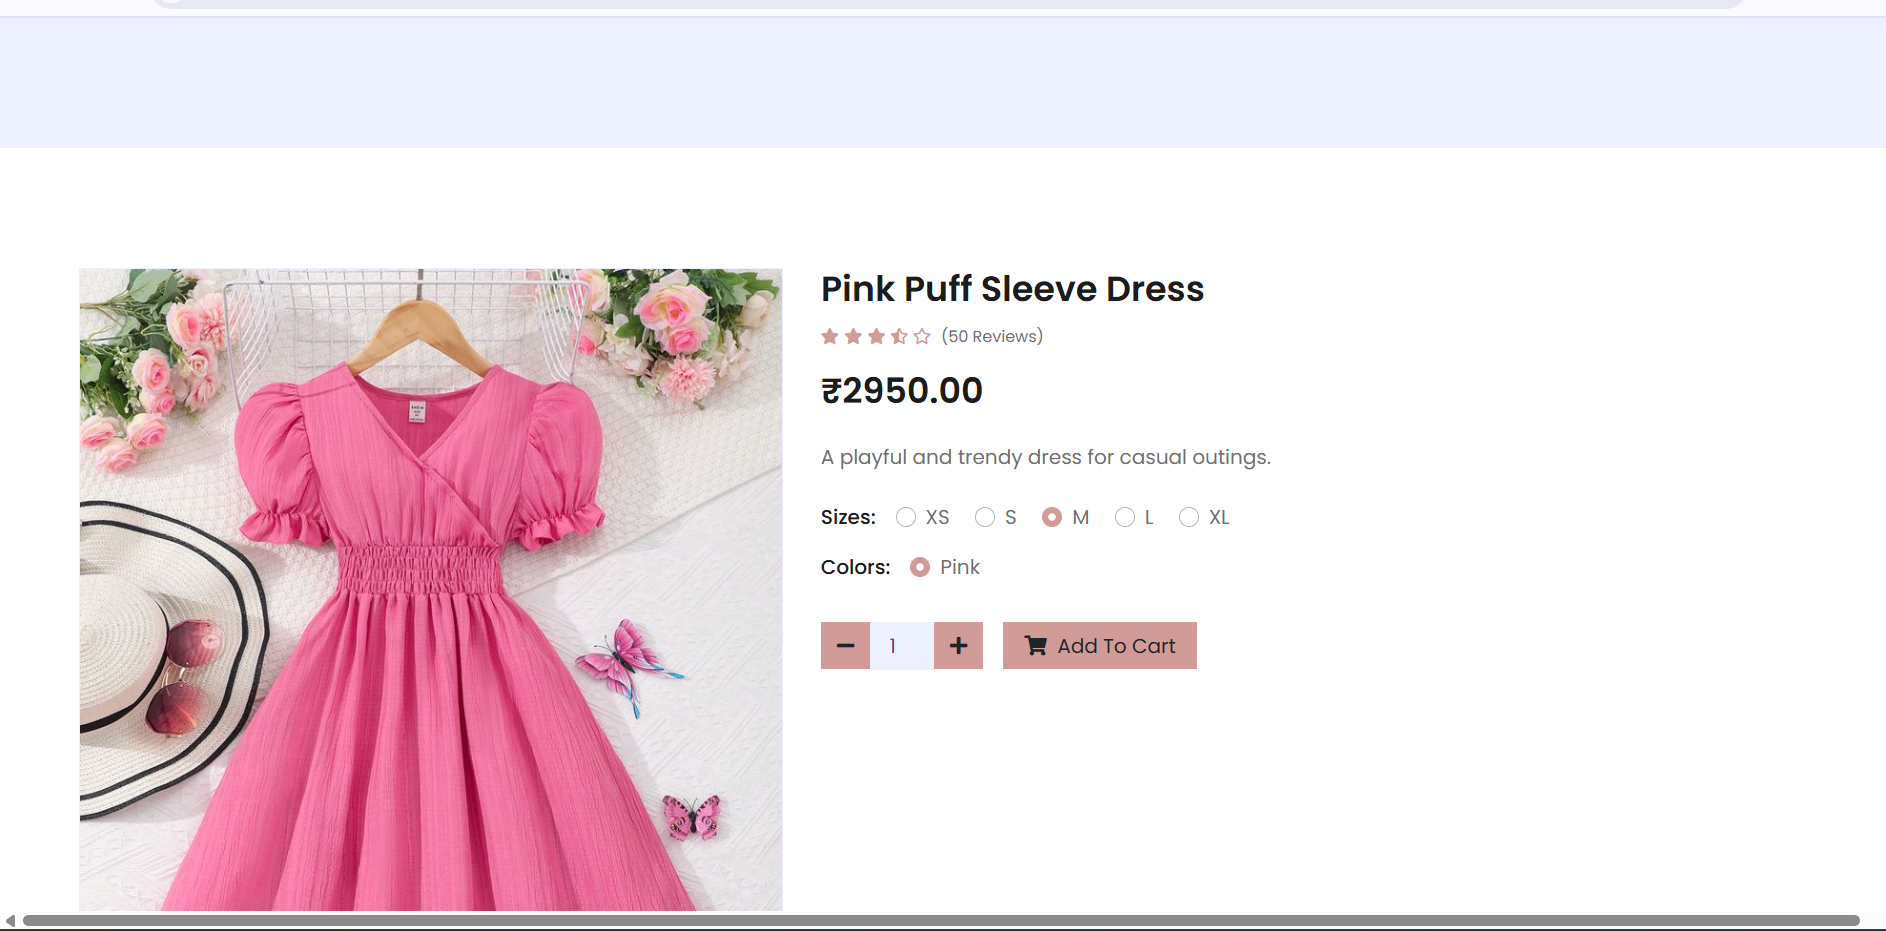 Pink Puff Sleeve Dress
(50 Reviews)
₹2950.00
A playful and trendy dress for casual outings.
Sizes: XS S M L XL
Colors: Pink
1 Add To Cart